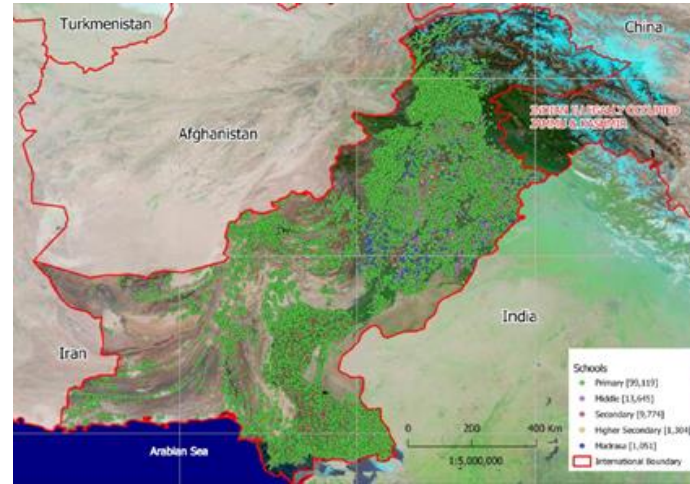 Turkmenistan
China
Afghanistan
INDIAN ILLEGALLY OCCUPIED
JAMMU & KASHMIR
India
Iran
Arabian Sea
0
200
400 Km
1:5,000,000
Schools
Primary [99,119]
Middle [13,645]
Secondary [9,774]
Higher Secondary [1,304]
Madrasa [1,051]
International Boundary